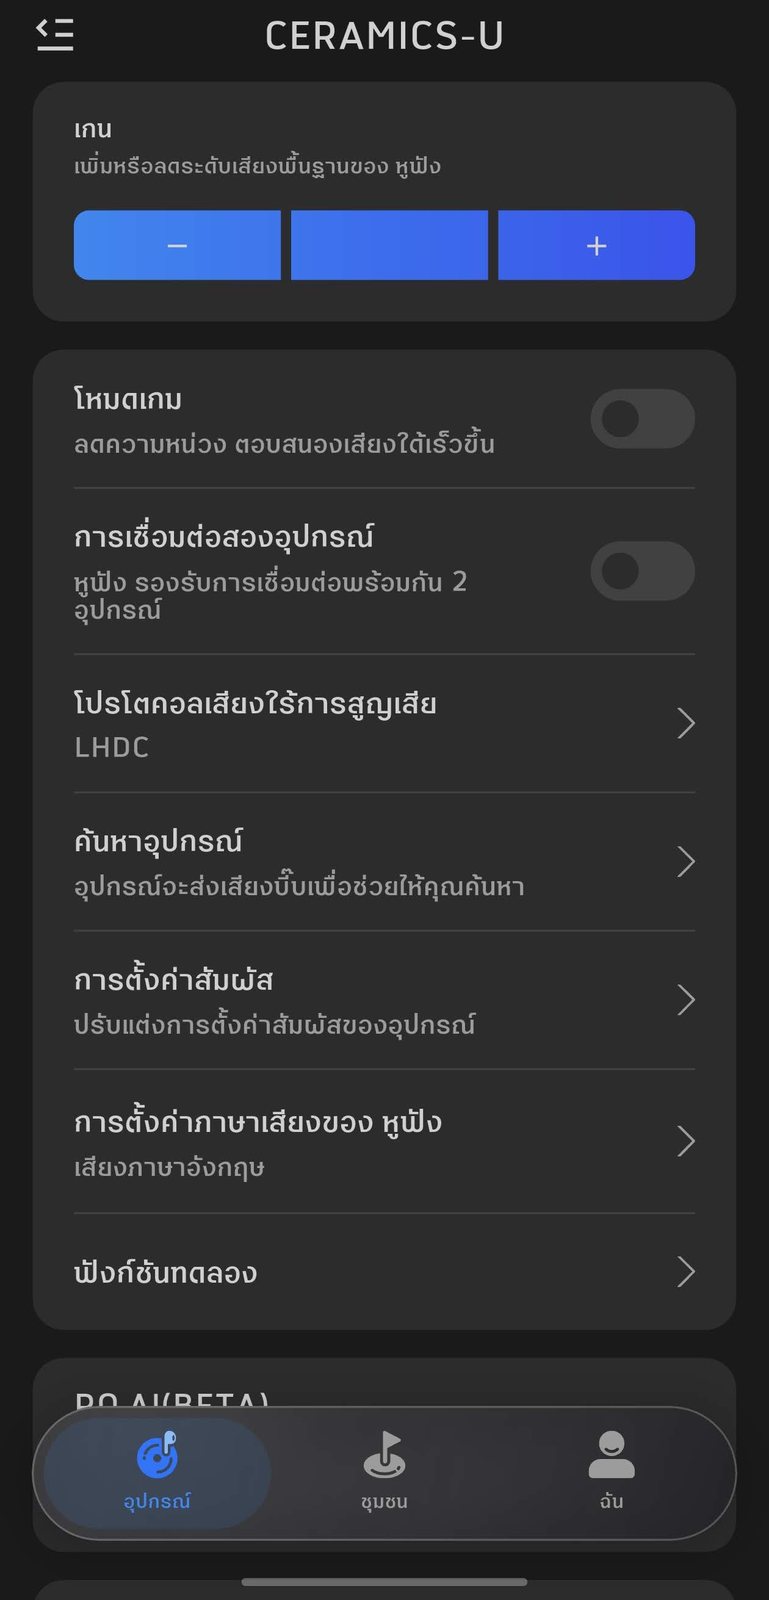 CERAMICS-U
เกน
เพิ่มหรือลดระดับเสียงพื้นฐานของ หูฟัง
−
+
โหมดเกม
ลดความหน่วง ตอบสนองเสียงได้เร็วขึ้น
การเชื่อมต่อสองอุปกรณ์
หูฟัง รองรับการเชื่อมต่อพร้อมกัน 2
อุปกรณ์
โปรโตคอลเสียงไร้การสูญเสีย
LHDC
ค้นหาอุปกรณ์
อุปกรณ์จะส่งเสียงบี๊บเพื่อช่วยให้คุณค้นหา
การตั้งค่าสัมผัส
ปรับแต่งการตั้งค่าสัมผัสของอุปกรณ์
การตั้งค่าภาษาเสียงของ หูฟัง
เสียงภาษาอังกฤษ
ฟังก์ชันทดลอง
AI(BETA)
อุปกรณ์
ชุมชน
ฉัน